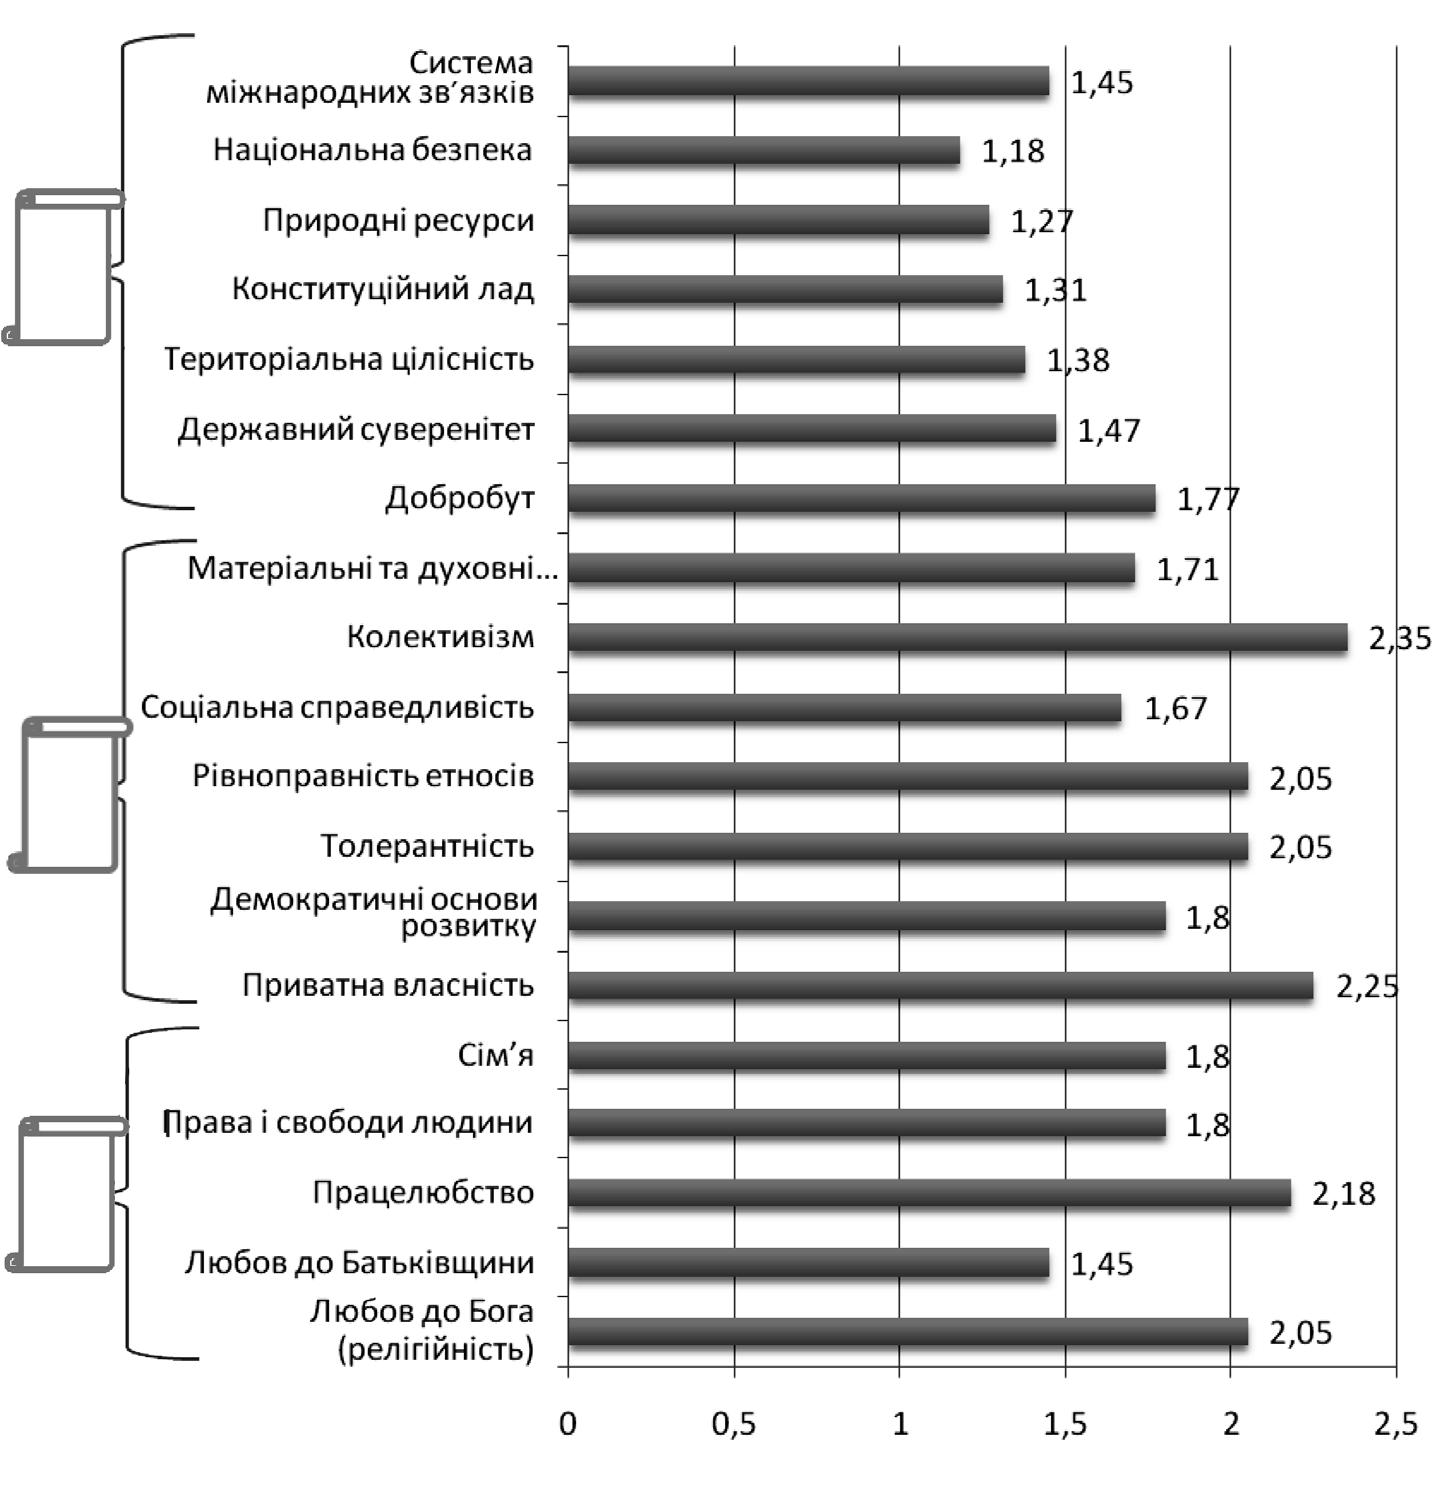 Система
міжнародних зв´язків
1,45
Національна безпека
1,18
Природні ресурси
1,27
Конституційний лад
1,31
Територіальна цілісність
1,38
Державний суверенітет
1,47
Добробут
1,77
Матеріальні та духовні...
1,71
Колективізм
2,35
Соціальна справедливість
1,67
Рівноправність етносів
2,05
Толерантність
2,05
Демократичні основи
розвитку
1,8
Приватна власність
2,25
Сім’я
1,8
Права і свободи людини
1,8
Працелюбство
2,18
Любов до Батьківщини
1,45
Любов до Бога
(релігійність)
2,05
0 0,5 1 1,5 2 2,5